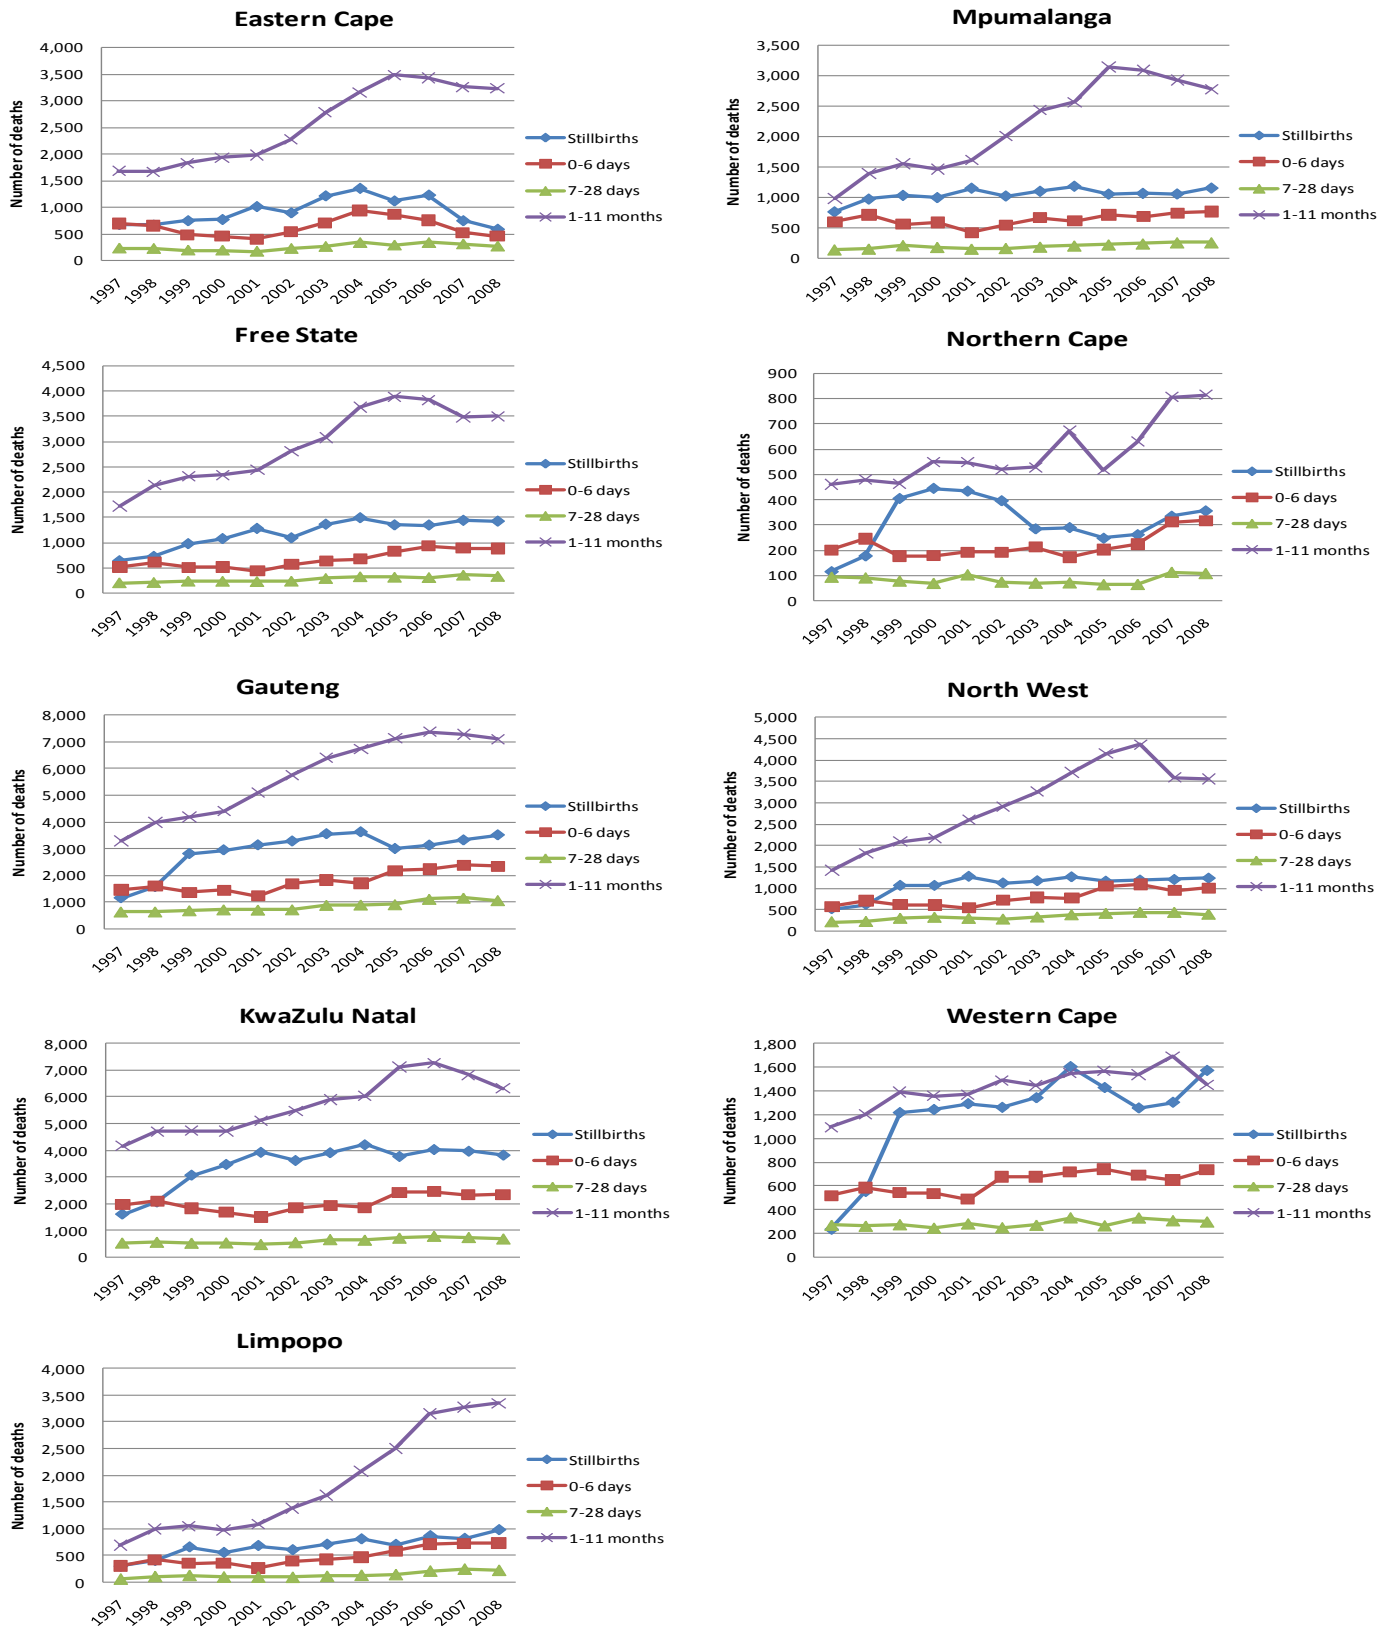 Eastern Cape
Number of deaths
4,000
3,500
3,000
2,500
2,000
1,500
1,000
500
0
1997 1998 1999 2000 2001 2002 2003 2004 2005 2006 2007 2008
Stillbirths
0-6 days
7-28 days
1-11 months
Mpumalanga
Number of deaths
3,500
3,000
2,500
2,000
1,500
1,000
500
0
1997 1998 1999 2000 2001 2002 2003 2004 2005 2006 2007 2008
Stillbirths
0-6 days
7-28 days
1-11 months
Free State
Number of deaths
4,500
4,000
3,500
3,000
2,500
2,000
1,500
1,000
500
0
1997 1998 1999 2000 2001 2002 2003 2004 2005 2006 2007 2008
Stillbirths
0-6 days
7-28 days
1-11 months
Northern Cape
Number of deaths
900
800
700
600
500
400
300
200
100
0
1997 1998 1999 2000 2001 2002 2003 2004 2005 2006 2007 2008
Stillbirths
0-6 days
7-28 days
1-11 months
Gauteng
Number of deaths
8,000
7,000
6,000
5,000
4,000
3,000
2,000
1,000
0
1997 1998 1999 2000 2001 2002 2003 2004 2005 2006 2007 2008
Stillbirths
0-6 days
7-28 days
1-11 months
North West
Number of deaths
5,000
4,500
4,000
3,500
3,000
2,500
2,000
1,500
1,000
500
0
1997 1998 1999 2000 2001 2002 2003 2004 2005 2006 2007 2008
Stillbirths
0-6 days
7-28 days
1-11 months
KwaZulu Natal
Number of deaths
8,000
7,000
6,000
5,000
4,000
3,000
2,000
1,000
0
1997 1998 1999 2000 2001 2002 2003 2004 2005 2006 2007 2008
Stillbirths
0-6 days
7-28 days
1-11 months
Western Cape
Number of deaths
1,800
1,600
1,400
1,200
1,000
800
600
400
200
0
1997 1998 1999 2000 2001 2002 2003 2004 2005 2006 2007 2008
Stillbirths
0-6 days
7-28 days
1-11 months
Limpopo
Number of deaths
4,000
3,500
3,000
2,500
2,000
1,500
1,000
500
0
1997 1998 1999 2000 2001 2002 2003 2004 2005 2006 2007 2008
Stillbirths
0-6 days
7-28 days
1-11 months